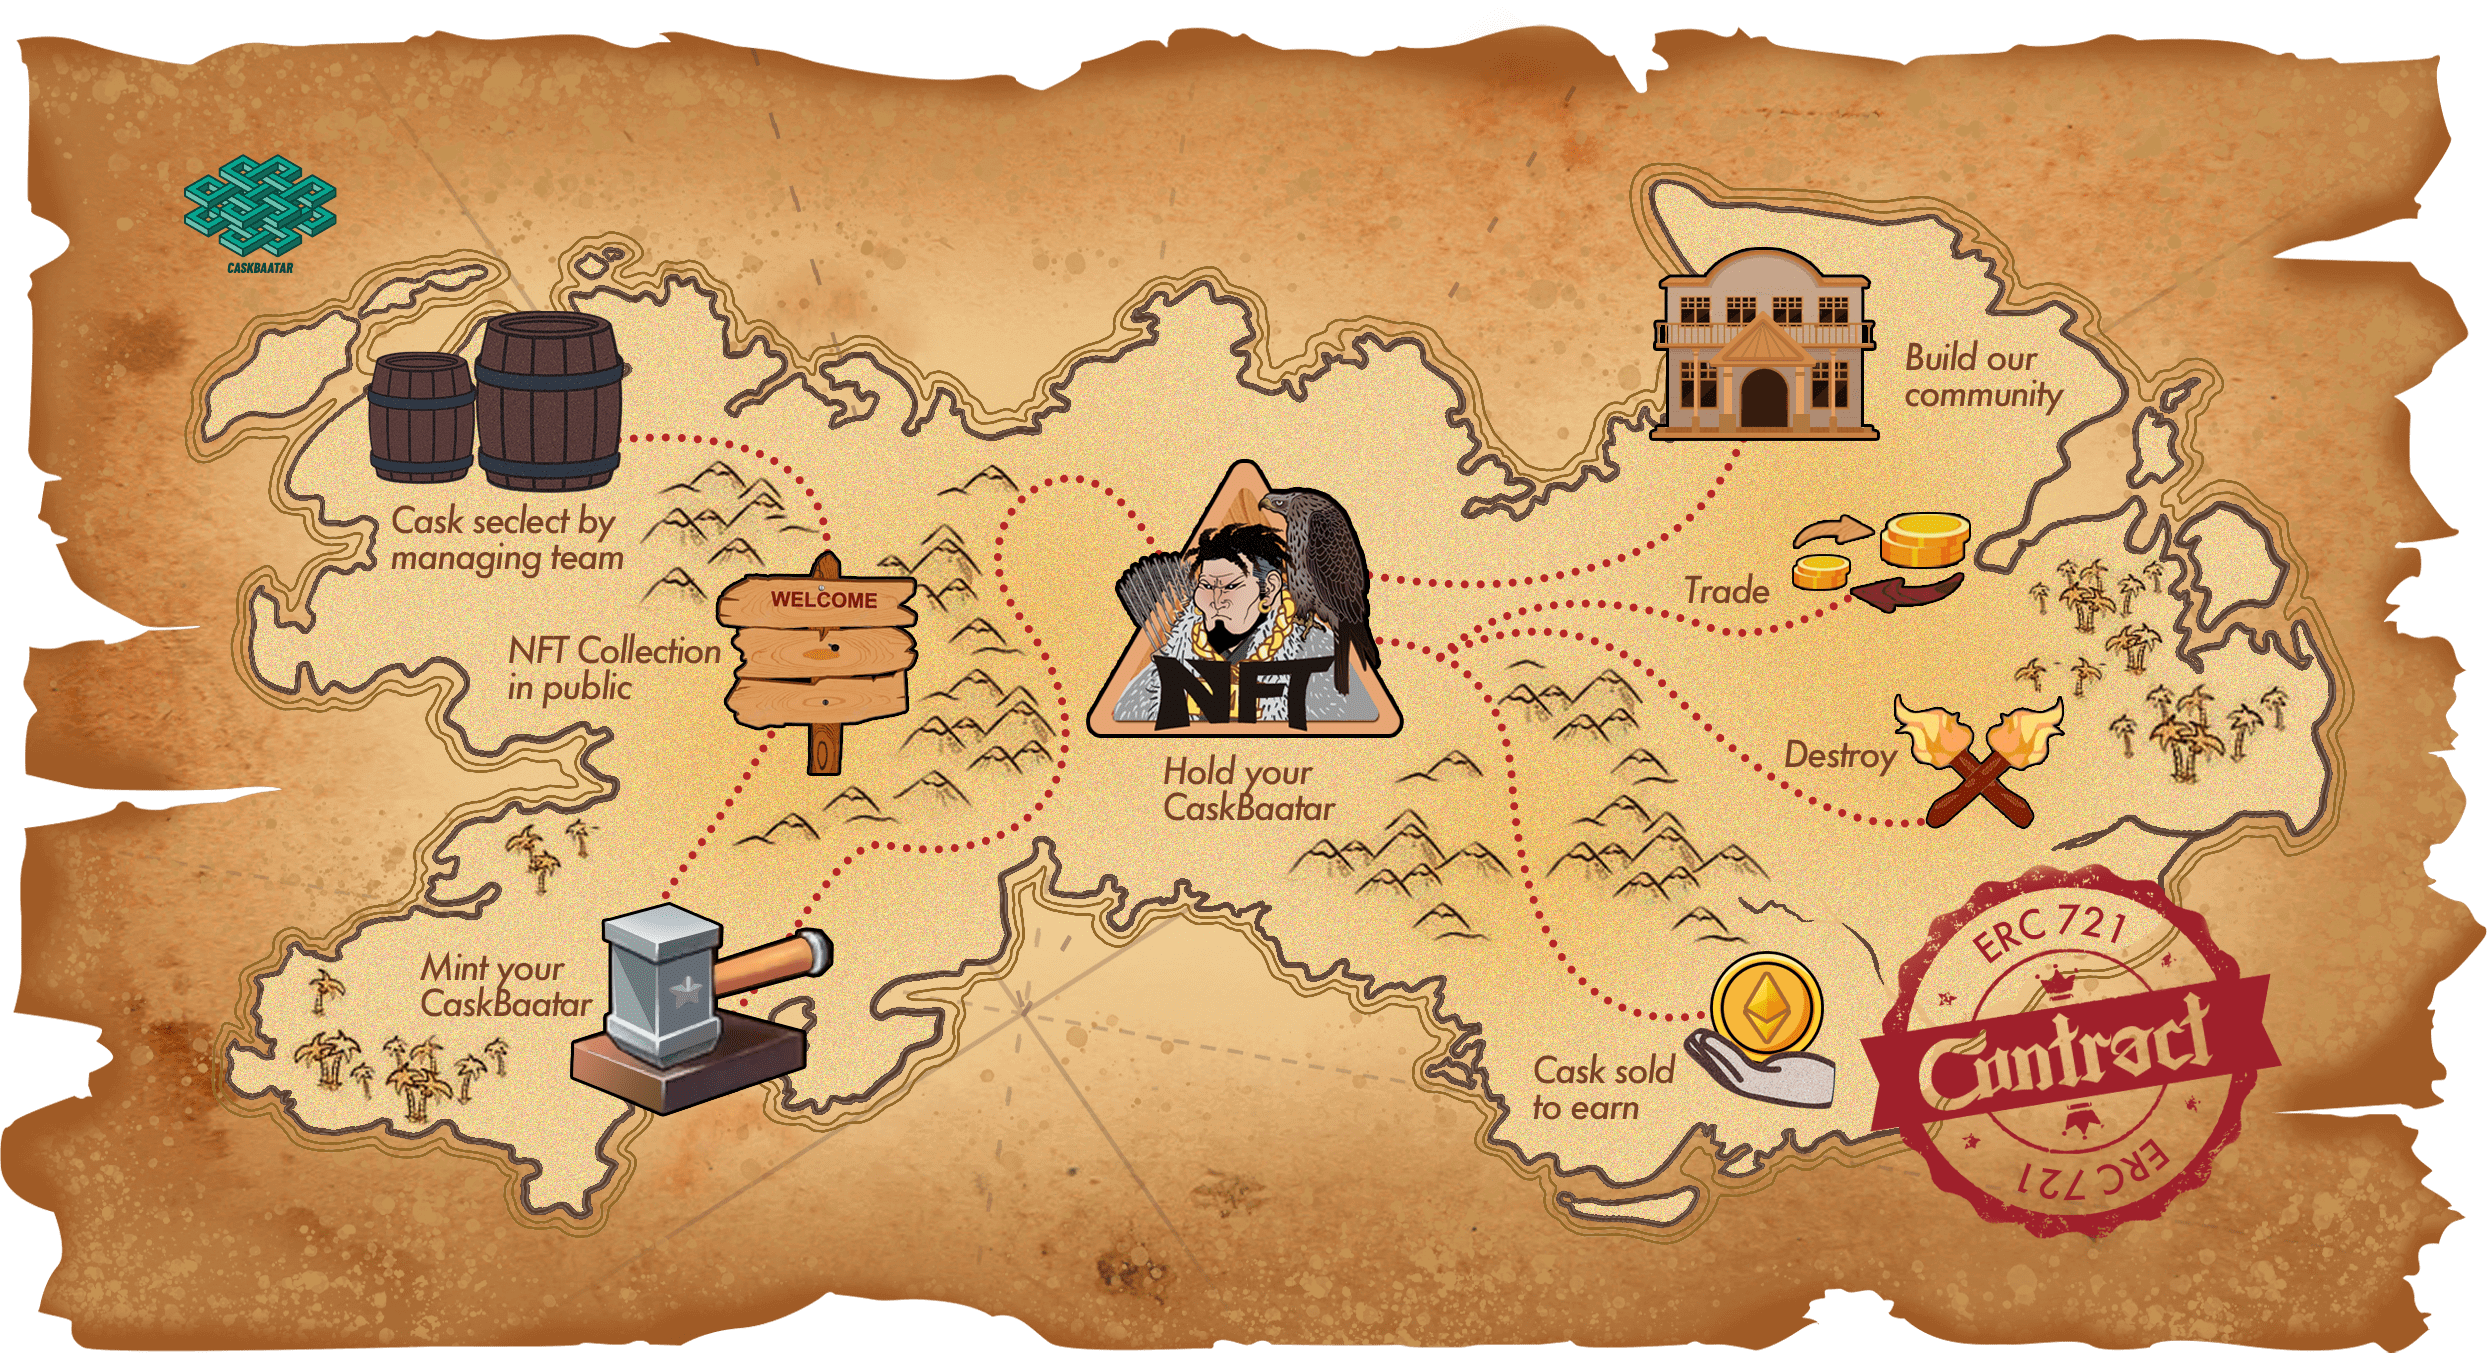 CASKBAATAR
Cask seclect by
managing team
WELCOME
NFT Collection
in public
Mint your
CaskBaatar
NFT
Hold your
CaskBaatar
Build our
community
Trade
Destroy
Cask sold
to earn
ERC 721
Contract
ERC 721